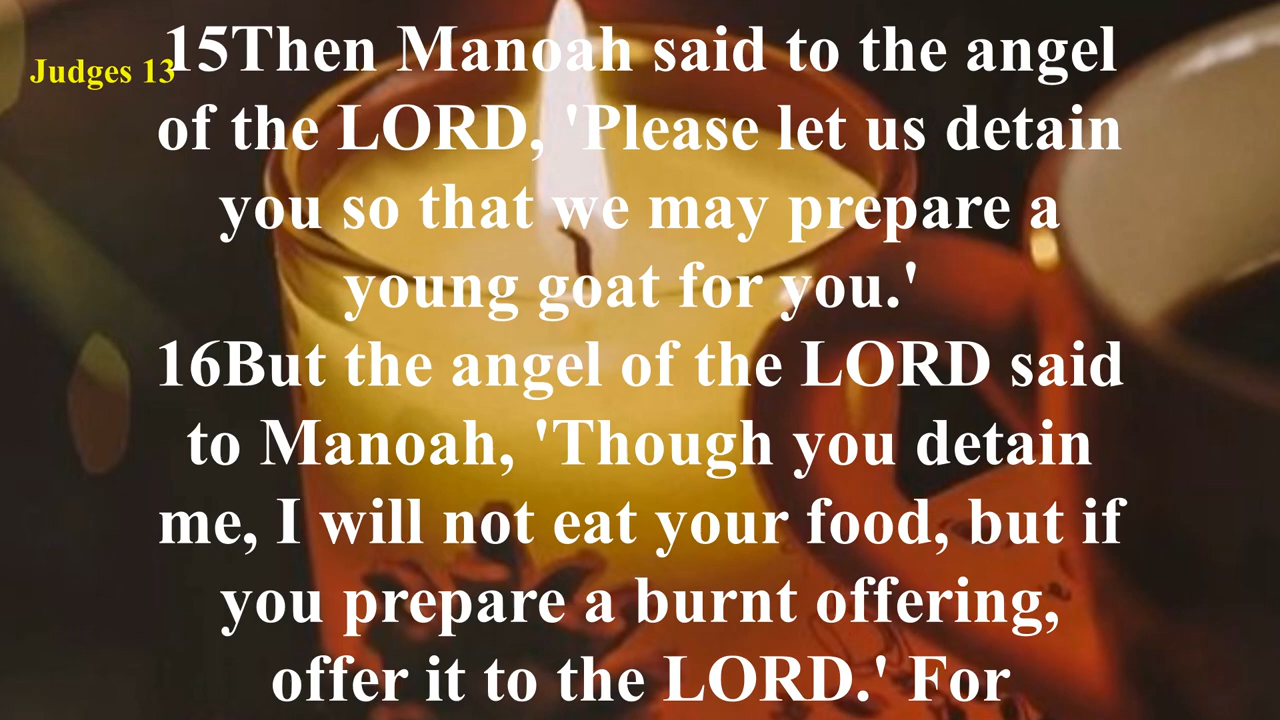 Judges 13
15Then Manoah said to the angel
of the LORD, 'Please let us detain
you so that we may prepare a
young goat for you.'
16But the angel of the LORD said
to Manoah, 'Though you detain
me, I will not eat your food, but if
you prepare a burnt offering,
offer it to the LORD.' For